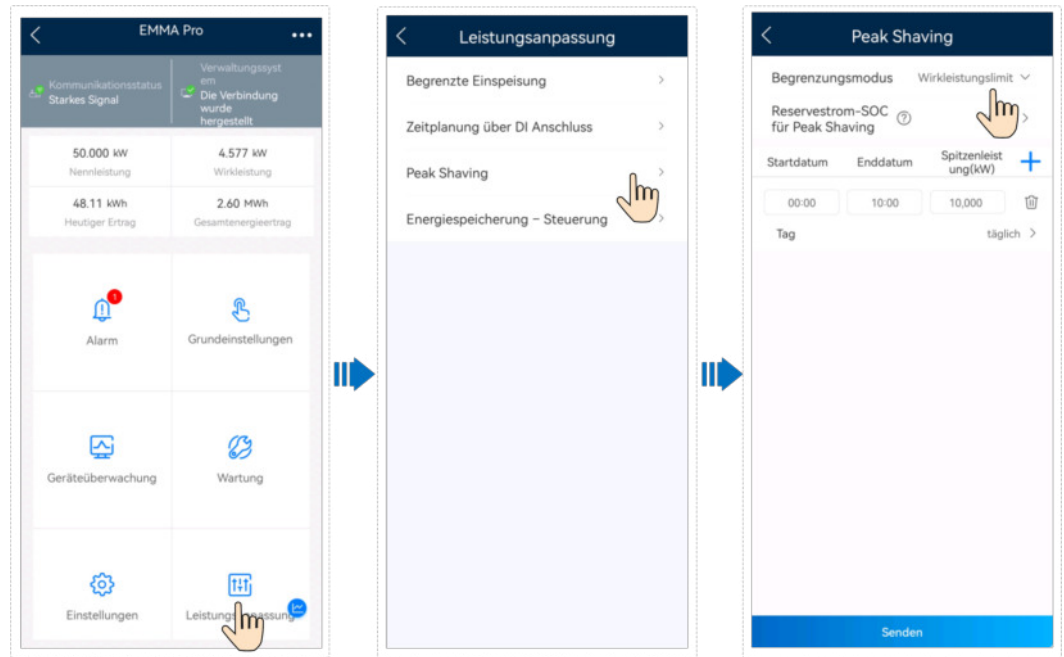 EMMA Pro
Kommunikationsstatus
Starkes Signal
Verwaltungssyst
em
Die Verbindung
wurde
hergestellt
50.000 kW
Nennleistung
4.577 kW
Wirkleistung
48.11 kWh
Heutiger Ertrag
2.60 MWh
Gesamtenergieertrag
1
Alarm
Grundeinstellungen
Geräteüberwachung
Wartung
Einstellungen
Leistungsanpassung
Leistungsanpassung
Begrenzte Einspeisung
Zeitplanung über DI Anschluss
Peak Shaving
Energiespeicherung – Steuerung
Peak Shaving
Begrenzungsmodus Wirkleistungslimit
Reservestrom-SOC
für Peak Shaving
?
Startdatum Enddatum Spitzenleist
ung(kW)
00:00 10:00 10,000
Tag täglich
Senden